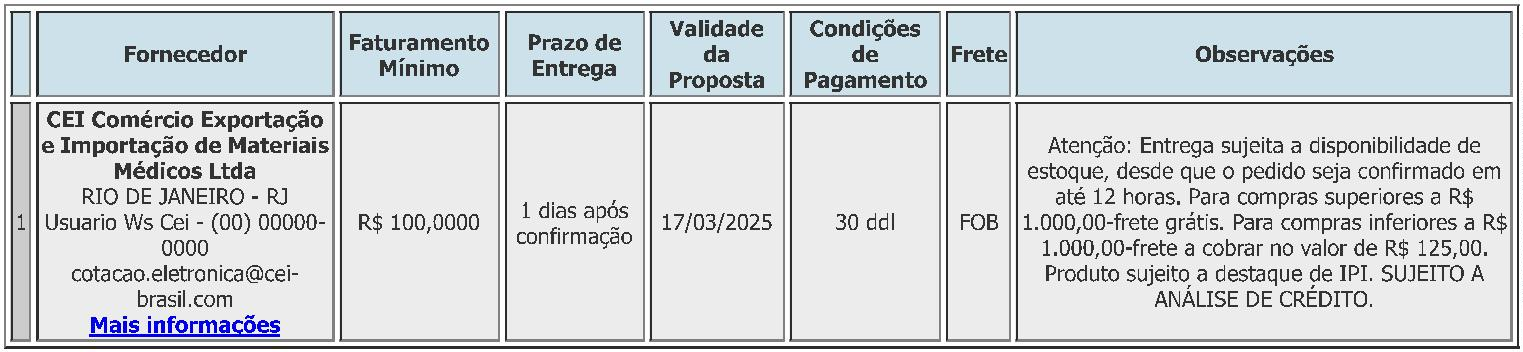 Fornecedor
Faturamento
Mínimo
Prazo de
Entrega
Validade
da
Proposta
Condições
de
Pagamento
Frete
Observações
1
CEI Comércio Exportação
e Importação de Materiais
Médicos Ltda
RIO DE JANEIRO - RJ
Usuario Ws Cei - (00) 00000-
0000
cotacao.eletronica@cei-
brasil.com
Mais informações
R$ 100,0000
1 dias após
confirmação
17/03/2025
30 ddl
FOB
Atenção: Entrega sujeita a disponibilidade de
estoque, desde que o pedido seja confirmado em
até 12 horas. Para compras superiores a R$
1.000,00-frete grátis. Para compras inferiores a R$
1.000,00-frete a cobrar no valor de R$ 125,00.
Produto sujeito a destaque de IPI. SUJEITO A
ANÁLISE DE CRÉDITO.